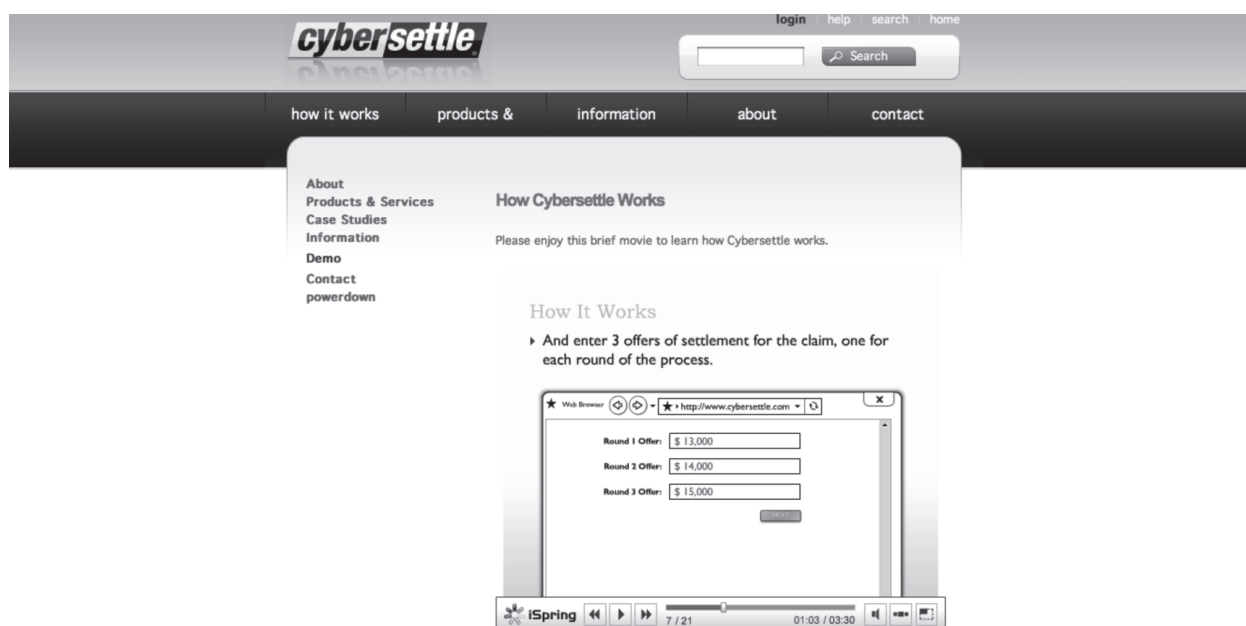 cybersettle
login help search home
Search
how it works products & information about contact
About
Products & Services
Case Studies
Information
Demo
Contact
powerdown
How Cybersettle Works
Please enjoy this brief movie to learn how Cybersettle works.
How It Works
And enter 3 offers of settlement for the claim, one for
each round of the process.
Web Browser http://www.cybersettle.com X
Round 1 Offer: $ 13,000
Round 2 Offer: $ 14,000
Round 3 Offer: $ 15,000
NEXT
iSpring 7 / 21 01:03 / 03:30